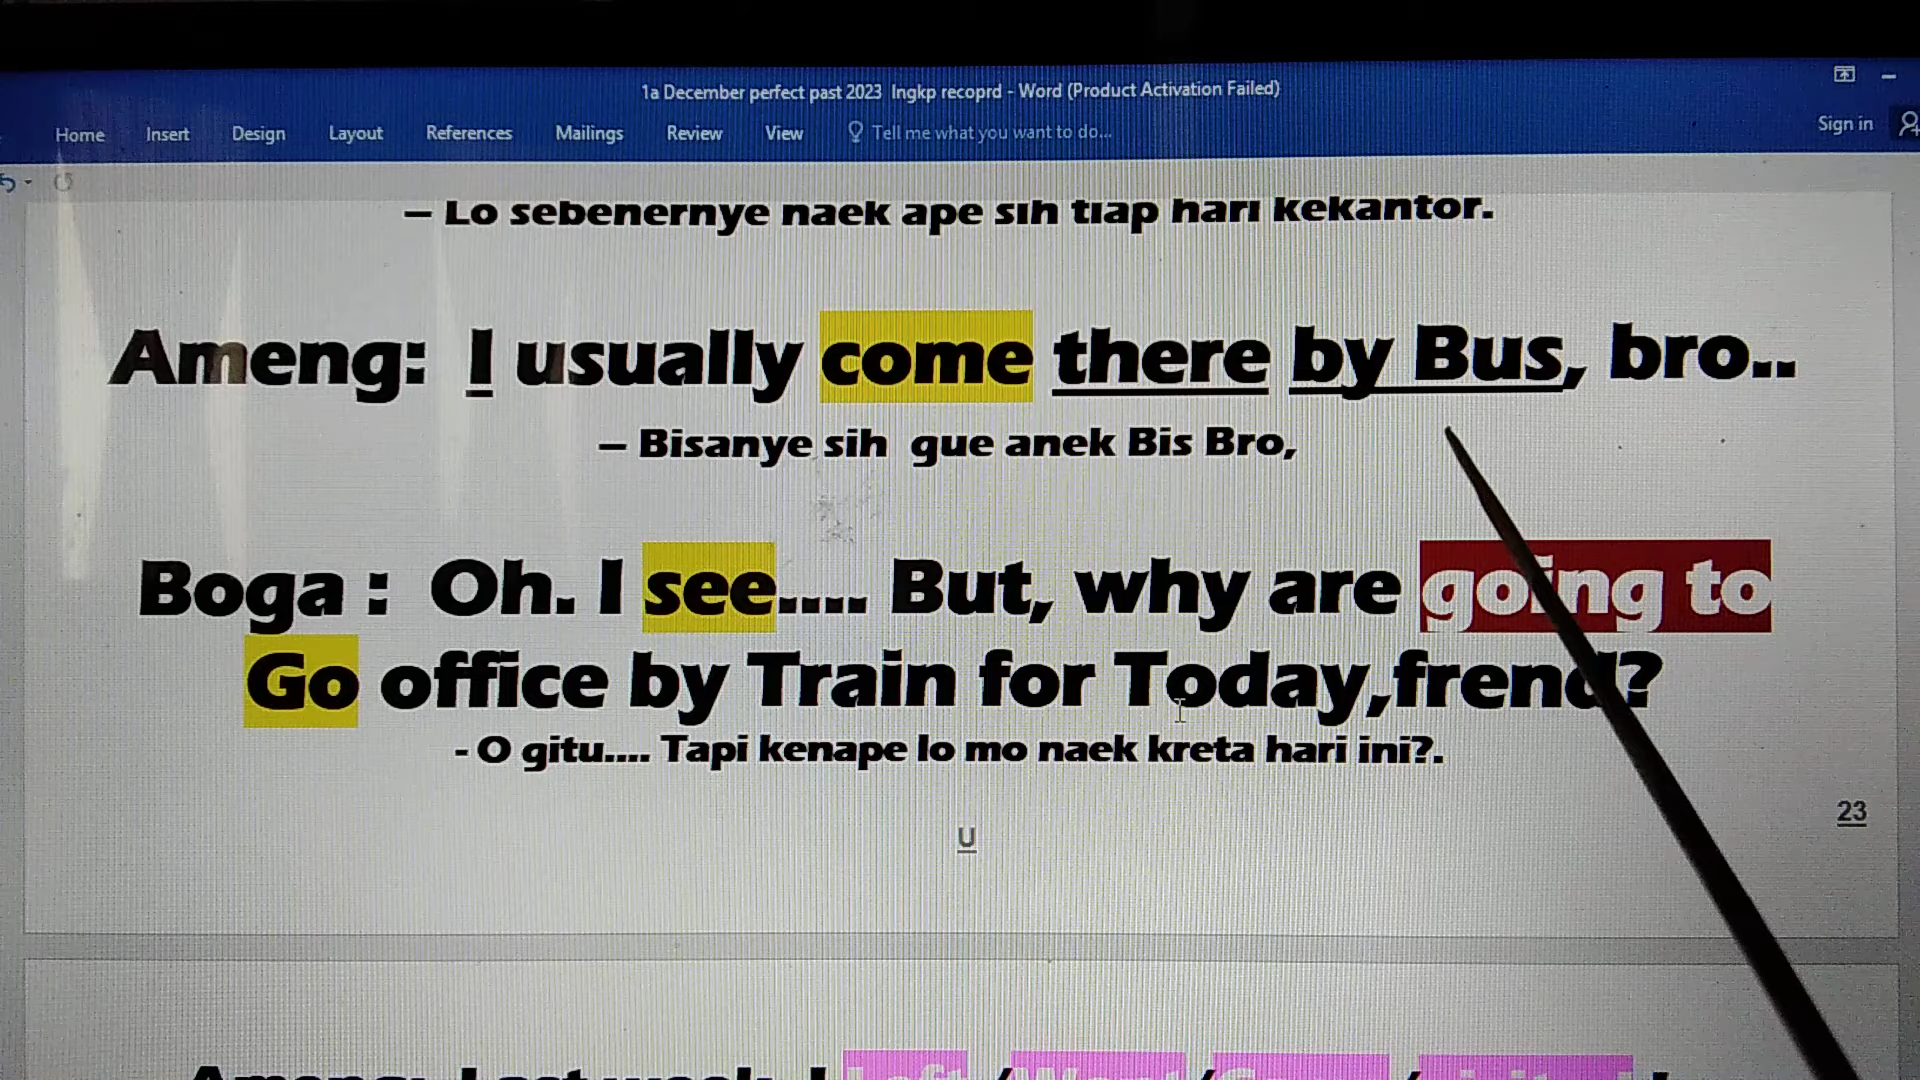 1a December perfect past 2023 Ingkp recoprd - Word (Product Activation Failed)
Home Insert Design Layout References Mailings Review View Tell me what you want to do... Sign in
– Lo sebenernye naek ape sih tiap hari kekantor.
Ameng: I usually come there by Bus, bro..
– Bisanye sih gue anek Bis Bro,
Boga : Oh. I see.... But, why are going to
Go office by Train for Today,frend?
- O gitu.... Tapi kenape lo mo naek kreta hari ini?.
23
U
Ameng: Last week, I